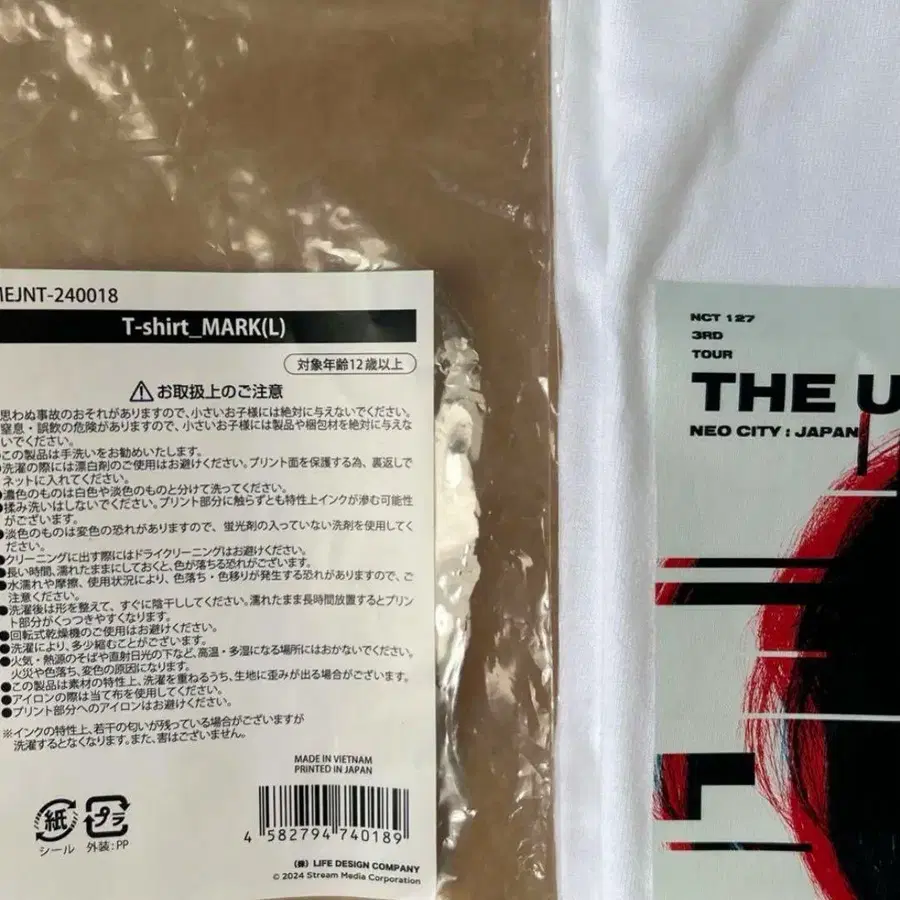 MEJNT-240018
T-shirt_MARK(L)
対象年齢12歳以上
お取扱上のご注意
思わぬ事故のおそれがありますので、小さいお子様には絶対に与えないでください。
窒息・誤飲の危険がありますので、小さいお子様には製品や梱包材を絶対に与えな
いでください。
●この製品は手洗いをお勧めいたします。
●洗濯の際には漂白剤のご使用はお避けください。プリント面を保護する為、裏返しで
ネットに入れてください。
●濃色のものは白色や淡色のものと分けて洗ってください。
●揉み洗いはしないでください。プリント部分に触らずとも特性上インクが滲む可能性
がございます。
●淡色のものは変色の恐れがありますので、蛍光剤の入っていない洗剤を使用してく
ださい。
●クリーニングに出す際にはドライクリーニングはお避けください。
●長い時間、濡れたままにしておくと、色が落ちる恐れがございます。
●水濡れや摩擦、使用状況により、色落ち・色移りが発生する恐れがありますので、ご
注意ください。
●洗濯後は形を整えて、すぐに陰干ししてください。濡れたまま長時間放置するとプリン
ト部分がくっつきやすくなります。
●回転式乾燥機のご使用はお避けください。
●洗濯により、多少縮むことがございます。
●火気・熱源のそばや直射日光の下など、高温・多湿になる場所にはおかないでください。
火災や色落ち、変色の原因になります。
●この製品は素材の特性上、洗濯を重ねるうち、生地に歪みが出る場合がございます。
●アイロンの際は当て布を使用してください。
●プリント部分へのアイロンはお避けください。
※インクの特性上、若干の匂いが残っている場合がございますが
洗濯するとなくなります。また、害はございません。
MADE IN VIETNAM
PRINTED IN JAPAN
紙
シール
プラ
外装:PP
4 582794 740189
(株) LIFE DESIGN COMPANY
© 2024 Stream Media Corporation
NCT 127
3RD
TOUR
THE U
NEO CITY : JAPAN